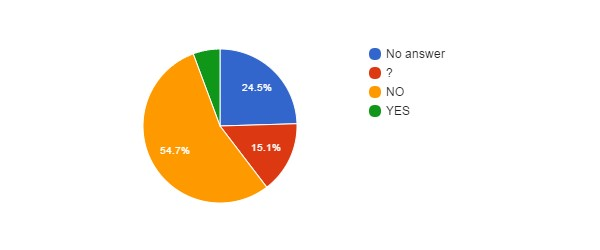 24.5%
15.1%
54.7%
No answer
?
NO
YES